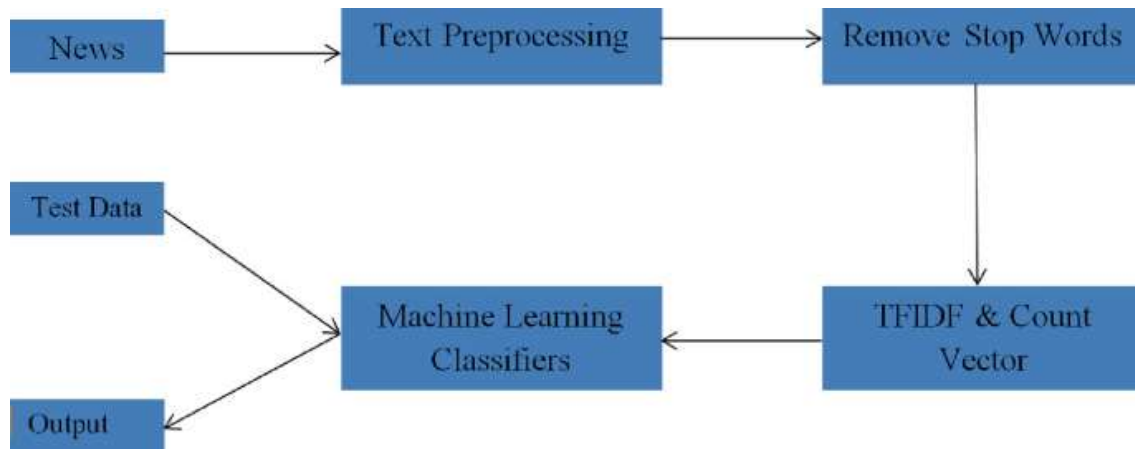 News
Text Preprocessing
Remove Stop Words
Test Data
Machine Learning
Classifiers
TFIDF & Count
Vector
Output